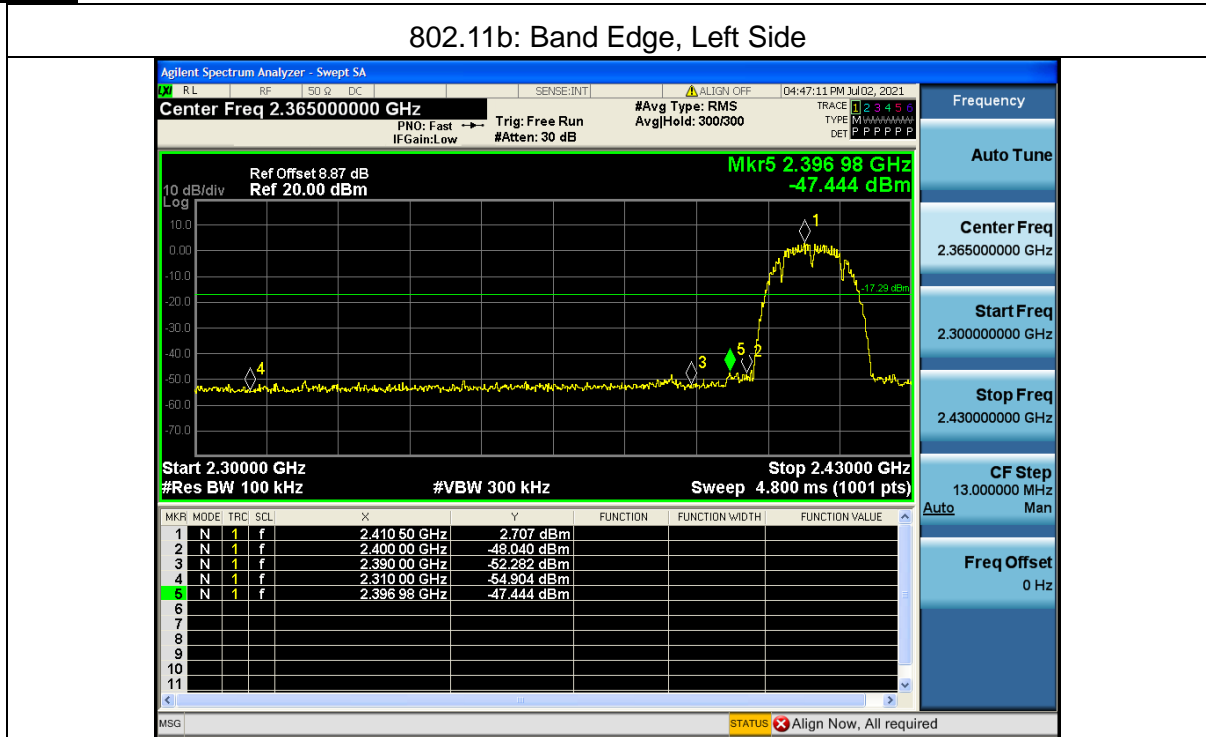 802.11b: Band Edge, Left Side
Agilent Spectrum Analyzer - Swept SA
LXI RL RF 50 Ω DC SENSE:INT ALIGN OFF 04:47:11 PM Jul 02, 2021
Center Freq 2.365000000 GHz
PNO: Fast
IFGain:Low
Trig: Free Run
#Atten: 30 dB
#Avg Type: RMS
Avg|Hold: 300/300
TRACE 1 2 3 4 5 6
TYPE M W W W W W
DET P P P P P P
Mkr5 2.396 98 GHz
-47.444 dBm
Ref Offset 8.87 dB
10 dB/div Ref 20.00 dBm
Log
10.0
0.00
-10.0
-20.0
-30.0
-40.0
-50.0
-60.0
-70.0
1
-17.29 dBm
4
3
5
2
Start 2.30000 GHz Stop 2.43000 GHz
#Res BW 100 kHz #VBW 300 kHz Sweep 4.800 ms (1001 pts)
MKR MODE TRC SCL X Y FUNCTION FUNCTION WIDTH FUNCTION VALUE
1 N 1 f 2.410 50 GHz 2.707 dBm
2 N 1 f 2.400 00 GHz -48.040 dBm
3 N 1 f 2.390 00 GHz -52.282 dBm
4 N 1 f 2.310 00 GHz -54.904 dBm
5 N 1 f 2.396 98 GHz -47.444 dBm
6
7
8
9
10
11
MSG STATUS Align Now, All required
Frequency
Auto Tune
Center Freq
2.365000000 GHz
Start Freq
2.300000000 GHz
Stop Freq
2.430000000 GHz
CF Step
13.000000 MHz
Auto Man
Freq Offset
0 Hz